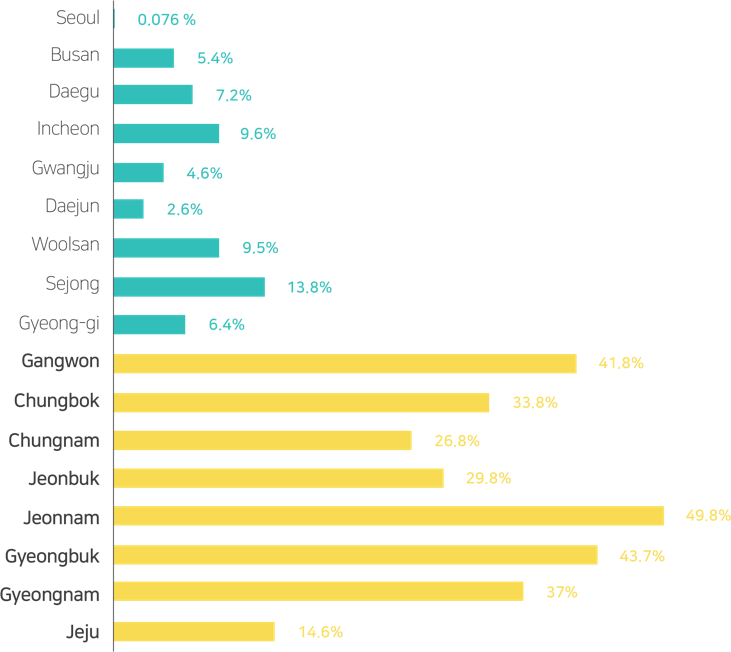 Seoul 0.076 %
Busan 5.4%
Daegu 7.2%
Incheon 9.6%
Gwangju 4.6%
Daejun 2.6%
Woolsan 9.5%
Sejong 13.8%
Gyeong-gi 6.4%
Gangwon 41.8%
Chungbok 33.8%
Chungnam 26.8%
Jeonbuk 29.8%
Jeonnam 49.8%
Gyeongbuk 43.7%
Gyeongnam 37%
Jeju 14.6%